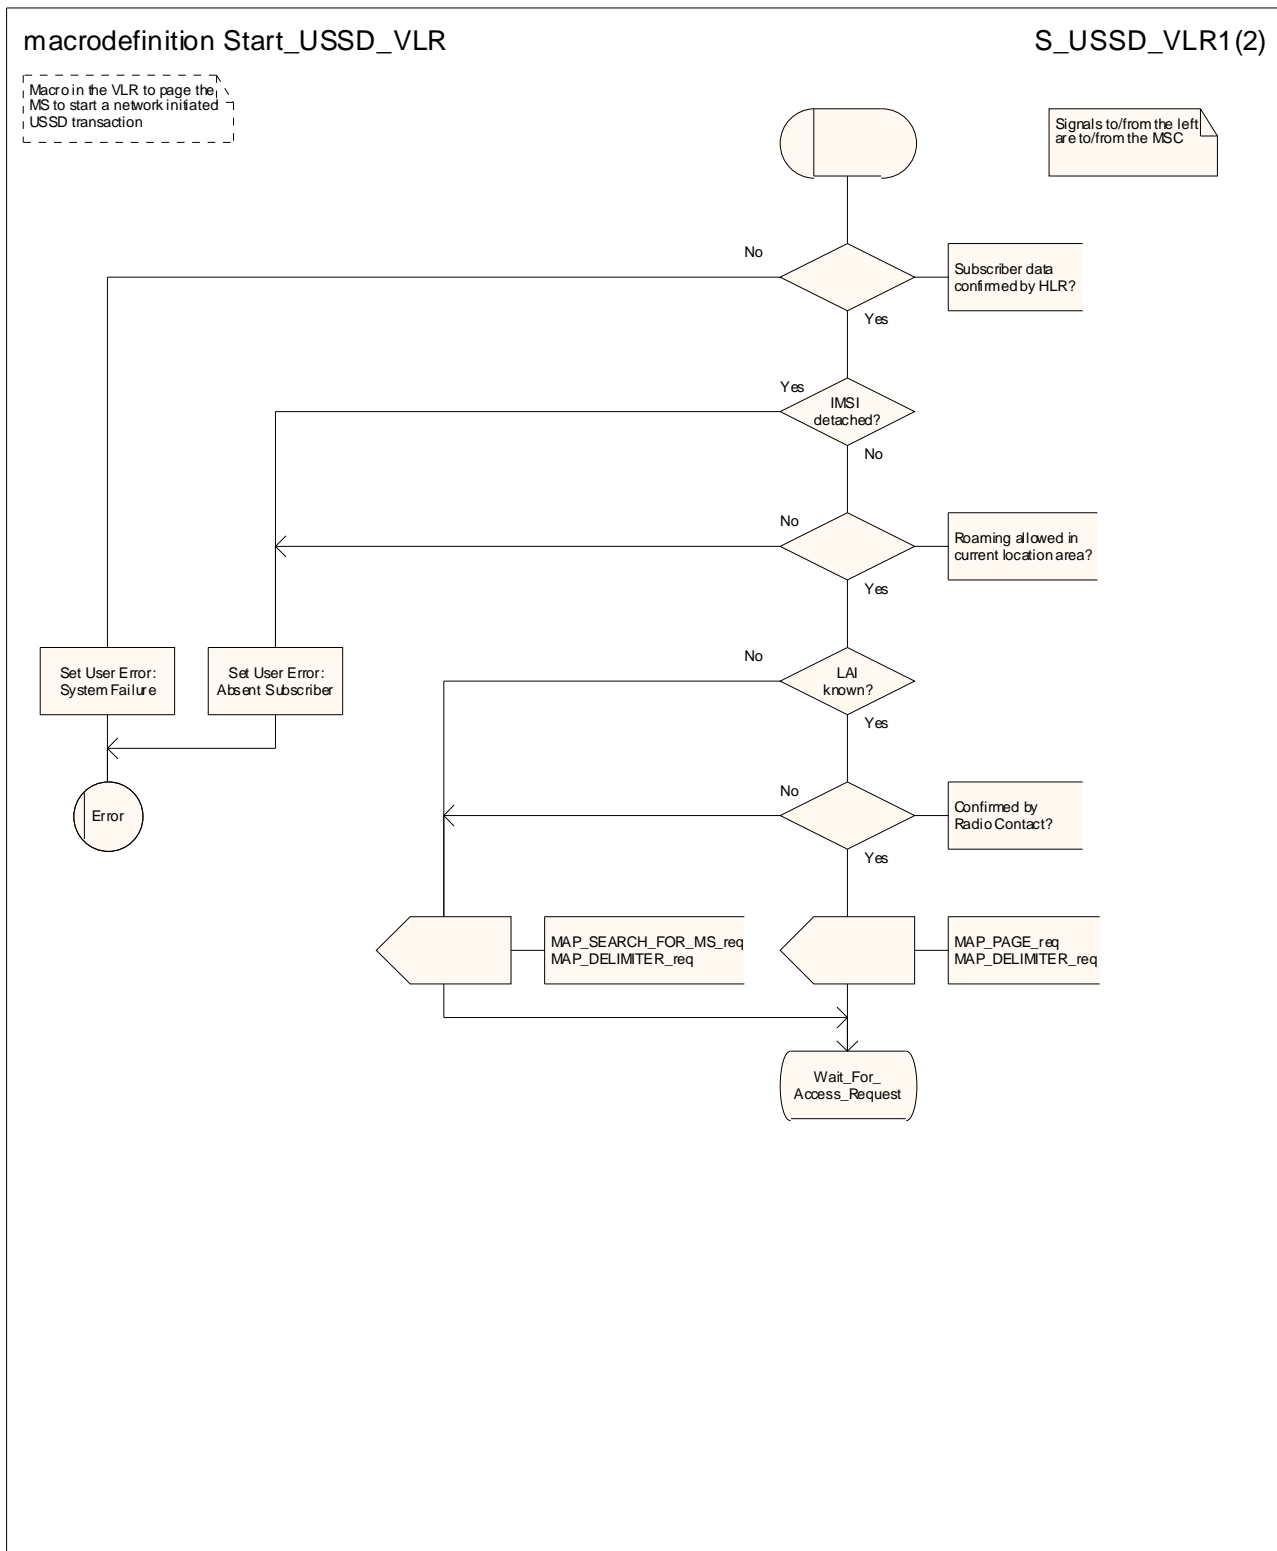 macrodefinition Start_USSD_VLR
S_USSD_VLR1(2)
Macro in the VLR to page the
MS to start a network initiated
USSD transaction
Signals to/from the left
are to/from the MSC
No
Subscriber data
confirmed by HLR?
Yes
Yes
IMSI
detached?
No
No
Roaming allowed in
current location area?
Yes
Set User Error:
System Failure
Set User Error:
Absent Subscriber
No
LAI
known?
Yes
Error
No
Confirmed by
Radio Contact?
Yes
MAP_SEARCH_FOR_MS_req
MAP_DELIMITER_req
MAP_PAGE_req
MAP_DELIMITER_req
Wait_For_
Access_Request